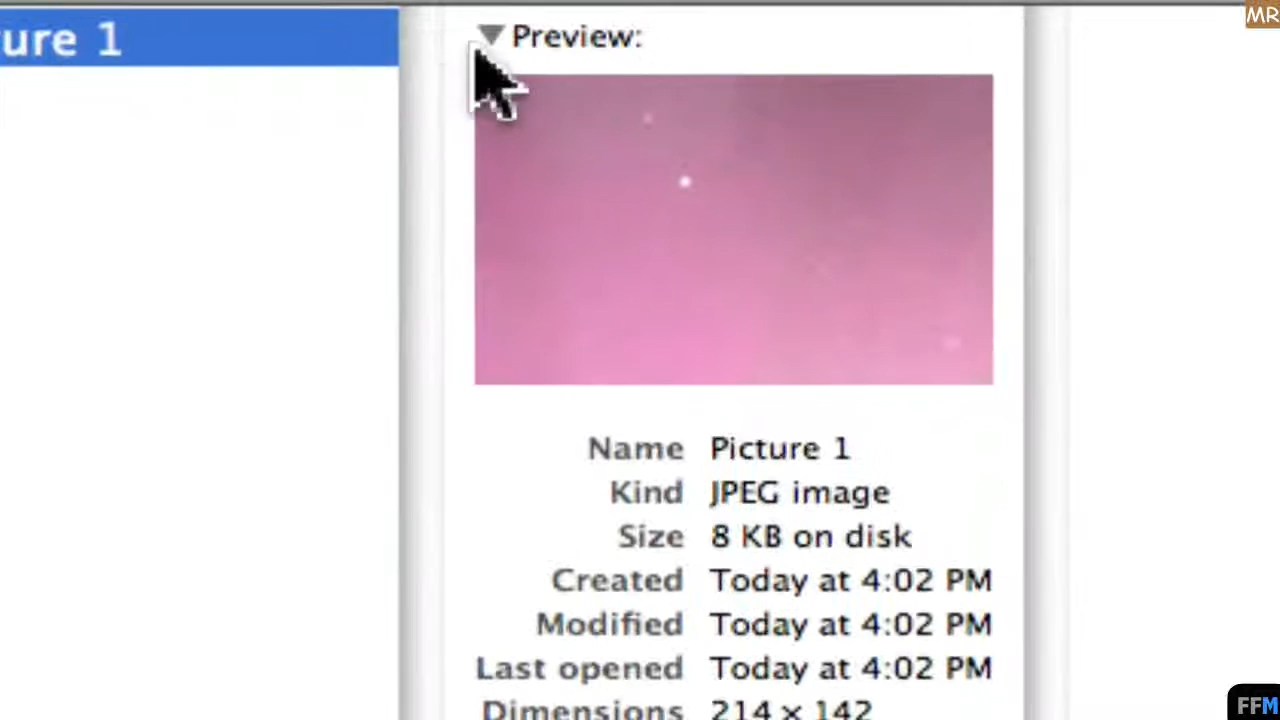 ure 1
Preview:
MR
Name Picture 1
Kind JPEG image
Size 8 KB on disk
Created Today at 4:02 PM
Modified Today at 4:02 PM
Last opened Today at 4:02 PM
Dimensions 214 × 142
FFM